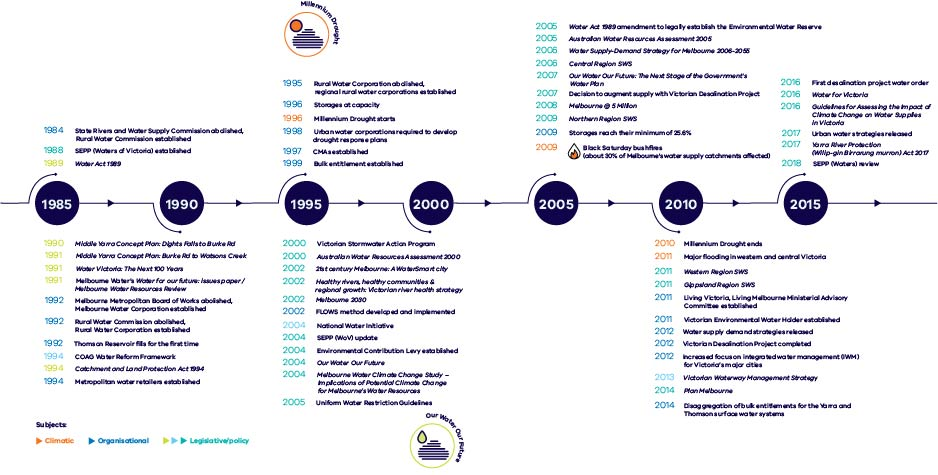 Millennium Drought
1984 State Rivers and Water Supply Commission abolished,
Rural Water Commission established
1988 SEPP (Waters of Victoria) established
1989 Water Act 1989
1995 Rural Water Corporation abolished,
regional rural water corporations established
1996 Storages at capacity
1996 Millennium Drought starts
1998 Urban water corporations required to develop
drought response plans
1997 CMAs established
1999 Bulk entitlement established
2005 Water Act 1989 amendment to legally establish the Environmental Water Reserve
2005 Australian Water Resources Assessment 2005
2006 Water Supply-Demand Strategy for Melbourne 2006-2055
2006 Central Region SWS
2007 Our Water Our Future: The Next Stage of the Government's
Water Plan
2007 Decision to augment supply with Victorian Desalination Project
2008 Melbourne @ 5 Million
2009 Northern Region SWS
2009 Storages reach their minimum of 25.6%
2009 Black Saturday bushfires
(about 30% of Melbourne's water supply catchments affected)
2016 First desalination project water order
2016 Water for Victoria
2016 Guidelines for Assessing the Impact of
Climate Change on Water Supplies
in Victoria
2017 Urban water strategies released
2017 Yarra River Protection
(Wilip-gin Birrarung murron) Act 2017
2018 SEPP (Waters) review
1985 1990 1995 2000 2005 2010 2015
1990 Middle Yarra Concept Plan: Dights Falls to Burke Rd
1991 Middle Yarra Concept Plan: Burke Rd to Watsons Creek
1991 Water Victoria: The Next 100 Years
1991 Melbourne Water's Water for our future: issues paper /
Melbourne Water Resources Review
1992 Melbourne Metropolitan Board of Works abolished,
Melbourne Water Corporation established
1992 Rural Water Commission abolished,
Rural Water Corporation established
1992 Thomson Reservoir fills for the first time
1994 COAG Water Reform Framework
1994 Catchment and Land Protection Act 1994
1994 Metropolitan water retailers established
2000 Victorian Stormwater Action Program
2000 Australian Water Resources Assessment 2000
2002 21st century Melbourne: A WaterSmart city
2002 Healthy rivers, healthy communities &
regional growth: Victorian river health strategy
2002 Melbourne 2030
2002 FLOWS method developed and implemented
2004 National Water Initiative
2004 SEPP (WoV) update
2004 Environmental Contribution Levy established
2004 Our Water Our Future
2004 Melbourne Water Climate Change Study –
Implications of Potential Climate Change
for Melbourne's Water Resources
2005 Uniform Water Restriction Guidelines
2010 Millennium Drought ends
2011 Major flooding in western and central Victoria
2011 Western Region SWS
2011 Gippsland Region SWS
2011 Living Victoria, Living Melbourne Ministerial Advisory
Committee established
2011 Victorian Environmental Water Holder established
2012 Water supply demand strategies released
2012 Victorian Desalination Project completed
2012 Increased focus on integrated water management (IWM)
for Victoria's major cities
2013 Victorian Waterway Management Strategy
2014 Plan Melbourne
2014 Disaggregation of bulk entitlements for the Yarra and
Thomson surface water systems
Our Water Our Future
Subjects:
Climatic Organisational Legislative/policy